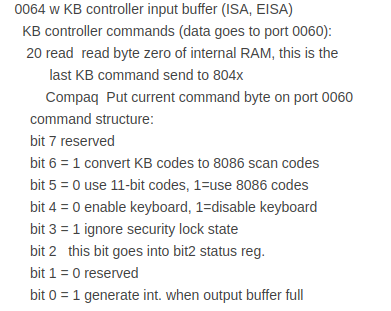 0064 w KB controller input buffer (ISA, EISA)
KB controller commands (data goes to port 0060):
20 read  read byte zero of internal RAM, this is the
last KB command send to 804x
Compaq  Put current command byte on port 0060
command structure:
bit 7 reserved
bit 6 = 1 convert KB codes to 8086 scan codes
bit 5 = 0 use 11-bit codes, 1=use 8086 codes
bit 4 = 0 enable keyboard, 1=disable keyboard
bit 3 = 1 ignore security lock state
bit 2   this bit goes into bit2 status reg.
bit 1 = 0 reserved
bit 0 = 1 generate int. when output buffer full